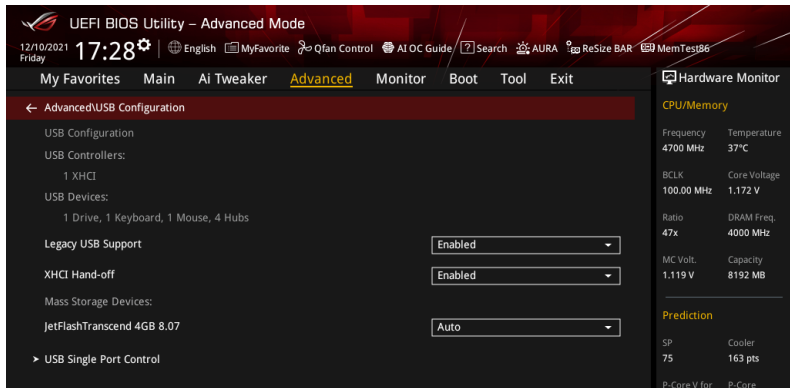 UEFI BIOS Utility – Advanced Mode
12/10/2021 Friday 17:28 English MyFavorite Qfan Control AI OC Guide ? Search AURA ReSize BAR MemTest86
My Favorites Main Ai Tweaker Advanced Monitor Boot Tool Exit
← Advanced\USB Configuration
USB Configuration
USB Controllers:
1 XHCI
USB Devices:
1 Drive, 1 Keyboard, 1 Mouse, 4 Hubs
Legacy USB Support Enabled
XHCI Hand-off Enabled
Mass Storage Devices:
JetFlashTranscend 4GB 8.07 Auto
> USB Single Port Control
Hardware Monitor
CPU/Memory
Frequency Temperature
4700 MHz 37°C
BCLK Core Voltage
100.00 MHz 1.172 V
Ratio DRAM Freq.
47x 4000 MHz
MC Volt. Capacity
1.119 V 8192 MB
Prediction
SP Cooler
75 163 pts
P-Core V for P-Core